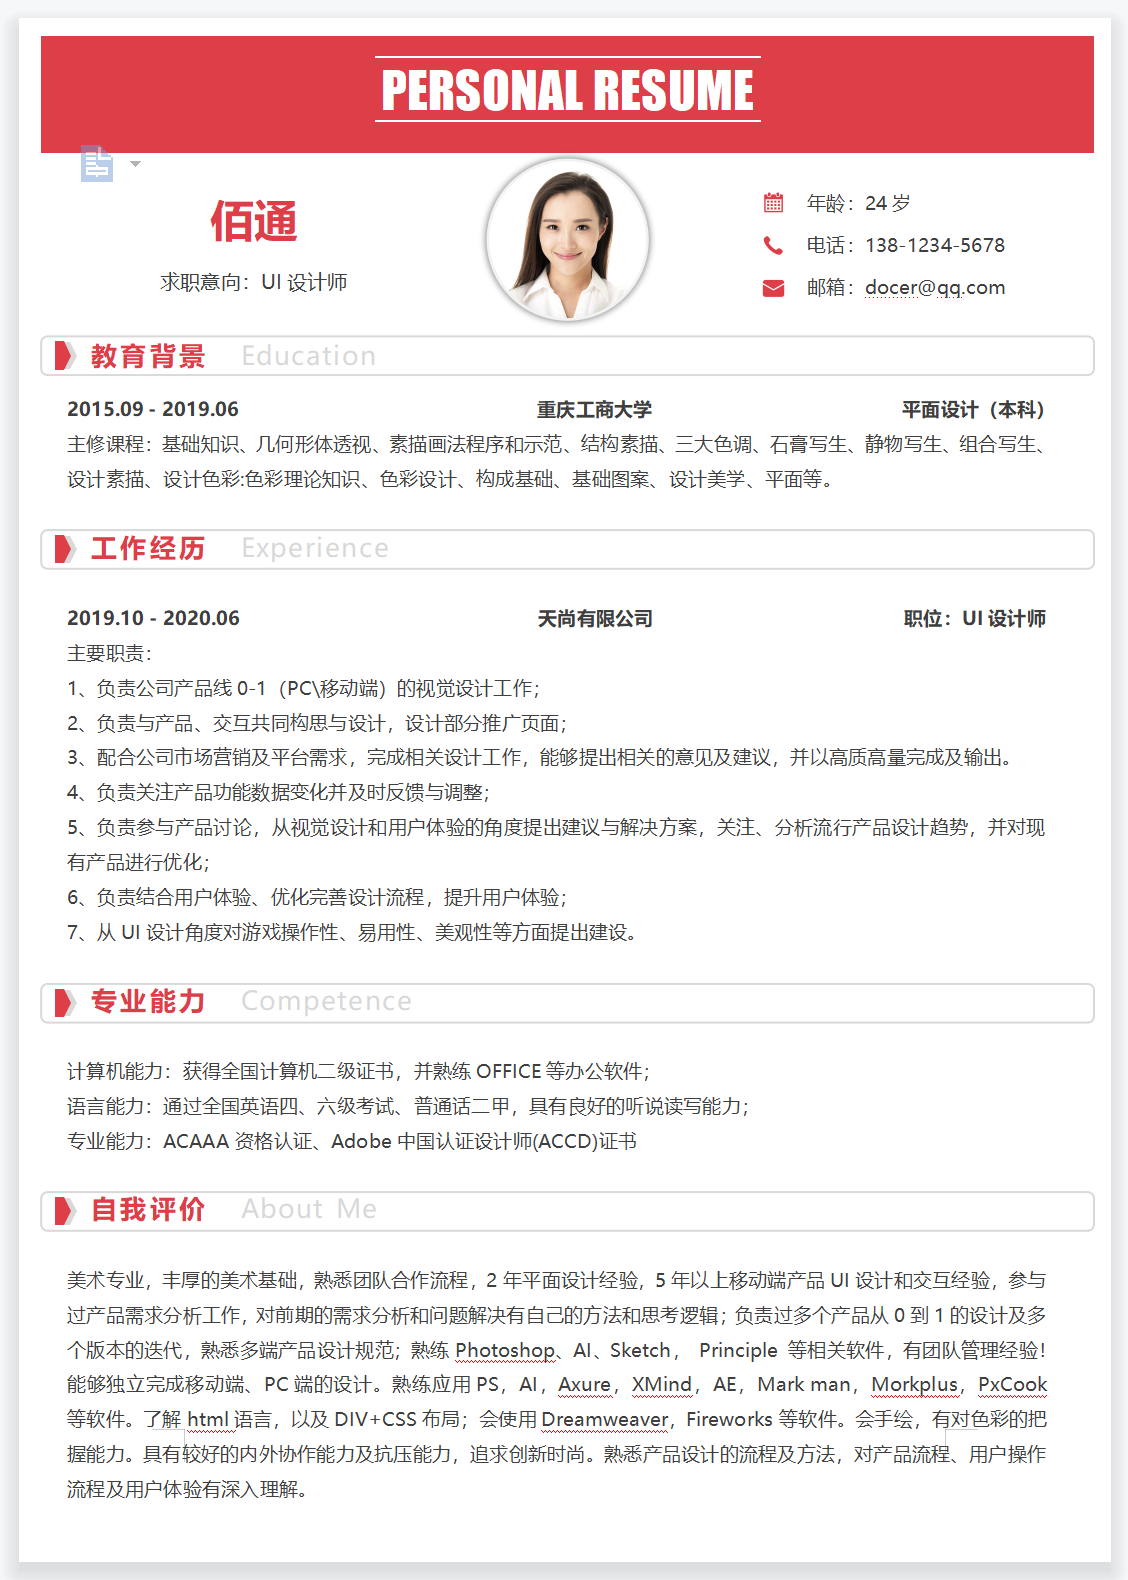 PERSONAL RESUME
佰通
求职意向：UI 设计师
年龄：24 岁
电话：138-1234-5678
邮箱：docer@qq.com
教育背景 Education
2015.09 - 2019.06 重庆工商大学 平面设计（本科）
主修课程：基础知识、几何形体透视、素描画法程序和示范、结构素描、三大色调、石膏写生、静物写生、组合写生、
设计素描、设计色彩:色彩理论知识、色彩设计、构成基础、基础图案、设计美学、平面等。
工作经历 Experience
2019.10 - 2020.06 天尚有限公司 职位：UI 设计师
主要职责：
1、负责公司产品线 0-1（PC\移动端）的视觉设计工作；
2、负责与产品、交互共同构思与设计，设计部分推广页面；
3、配合公司市场营销及平台需求，完成相关设计工作，能够提出相关的意见及建议，并以高质高量完成及输出。
4、负责关注产品功能数据变化并及时反馈与调整；
5、负责参与产品讨论，从视觉设计和用户体验的角度提出建议与解决方案，关注、分析流行产品设计趋势，并对现
有产品进行优化；
6、负责结合用户体验、优化完善设计流程，提升用户体验；
7、从 UI 设计角度对游戏操作性、易用性、美观性等方面提出建设。
专业能力 Competence
计算机能力：获得全国计算机二级证书，并熟练 OFFICE 等办公软件；
语言能力：通过全国英语四、六级考试、普通话二甲，具有良好的听说读写能力；
专业能力：ACAAA 资格认证、Adobe 中国认证设计师(ACCD)证书
自我评价 About Me
美术专业，丰厚的美术基础，熟悉团队合作流程，2 年平面设计经验，5 年以上移动端产品 UI 设计和交互经验，参与
过产品需求分析工作，对前期的需求分析和问题解决有自己的方法和思考逻辑；负责过多个产品从 0 到 1 的设计及多
个版本的迭代，熟悉多端产品设计规范；熟练 Photoshop、AI、Sketch， Principle 等相关软件，有团队管理经验！
能够独立完成移动端、PC 端的设计。熟练应用 PS，AI，Axure，XMind，AE，Mark man，Morkplus，PxCook
等软件。了解 html 语言，以及 DIV+CSS 布局；会使用 Dreamweaver，Fireworks 等软件。会手绘，有对色彩的把
握能力。具有较好的内外协作能力及抗压能力，追求创新时尚。熟悉产品设计的流程及方法，对产品流程、用户操作
流程及用户体验有深入理解。